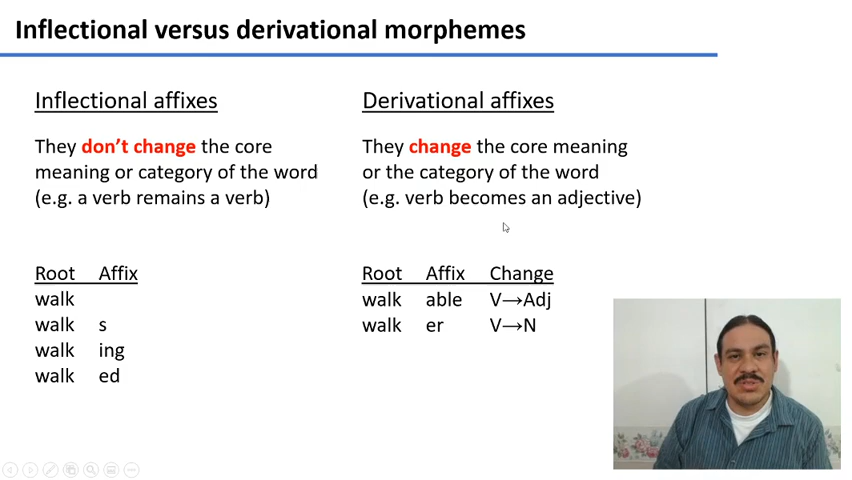 Inflectional versus derivational morphemes
Inflectional affixes
They don't change the core
meaning or category of the word
(e.g. a verb remains a verb)
Root Affix
walk
walk s
walk ing
walk ed
Derivational affixes
They change the core meaning
or the category of the word
(e.g. verb becomes an adjective)
Root Affix Change
walk able V→Adj
walk er V→N